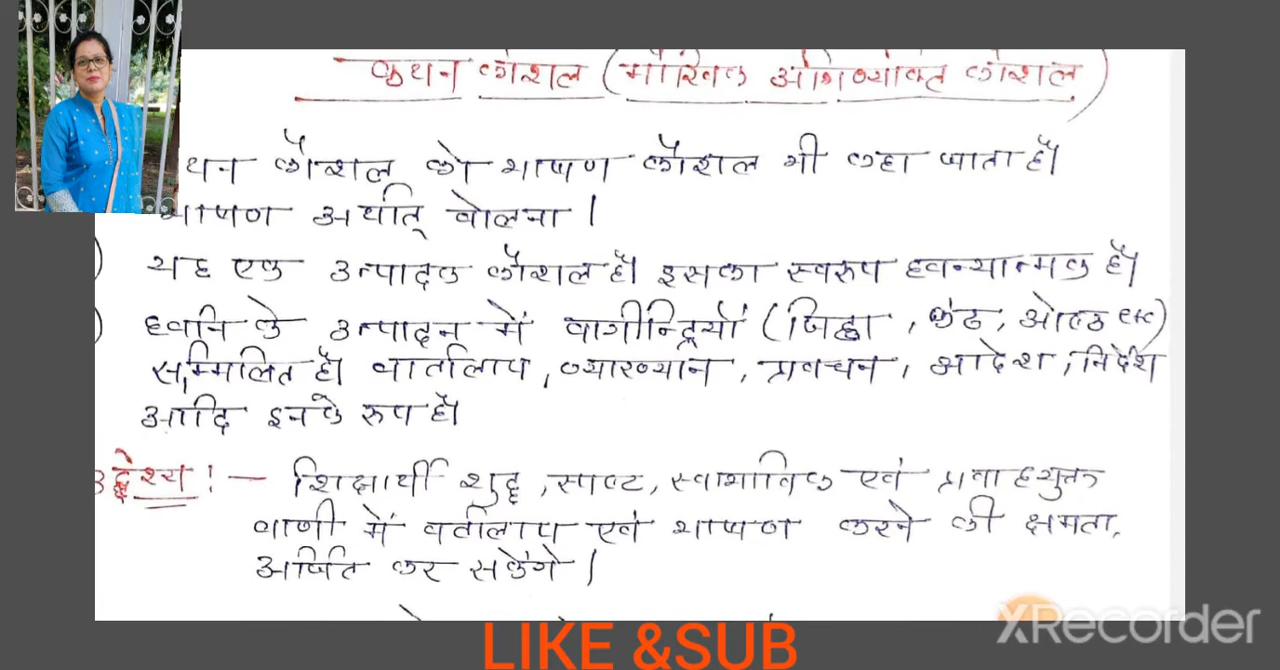 कथन कौशल (मौखिक अभिव्यक्ति कौशल)
थन कौशल को भाषण कौशल भी कहा जाता है।
भाषण अर्थात् बोलना।
) यह एक उत्पादक कौशल है। इसका स्वरूप ध्वन्यात्मक है।
) ध्वनि के उत्पादन में वागीन्द्रियों (जिह्वा, कंठ, ओष्ठ etc)
सम्मिलित है। वार्तालाप, व्याख्यान, प्रवचन, आदेश, निर्देश
आदि इनके रूप है।
उद्देश्य :- शिक्षार्थी शुद्ध, स्पष्ट, स्वाभाविक एवं प्रवाहयुक्त
वाणी में वर्तालाप एवं भाषण करने की क्षमता,
अर्जित कर सकेंगे।
XRecorder
LIKE &SUB